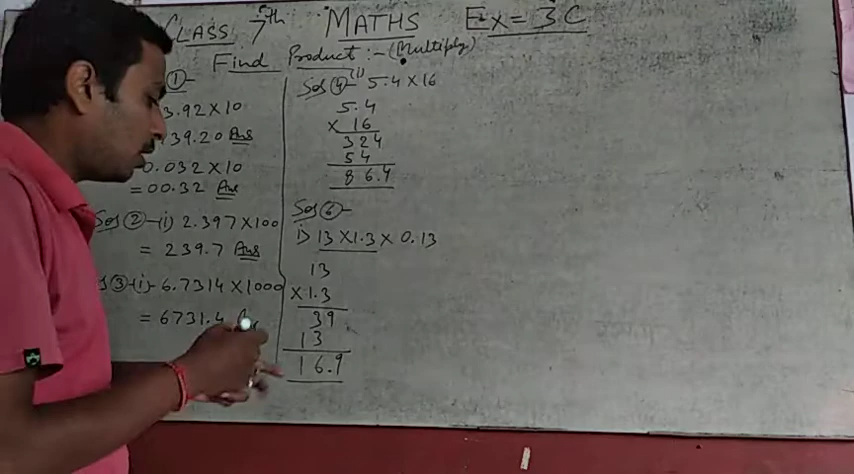 CLASS 7th MATHS Ex = 3C
Find Product :- (Multiply)
①
3.92 × 10
39.20 Ans
0.032 × 10
= 00.32 Ans
Sol ② - (i) 2.397 × 100
= 239.7 Ans
③ - (i) - 6.7314 × 1000
= 6731.4
Sol ④ - (i) 5.4 × 16
5.4
× 16
324
54
86.4
Sol ⑥ -
i) 13 × 1.3 × 0.13
13
× 1.3
39
13
16.9